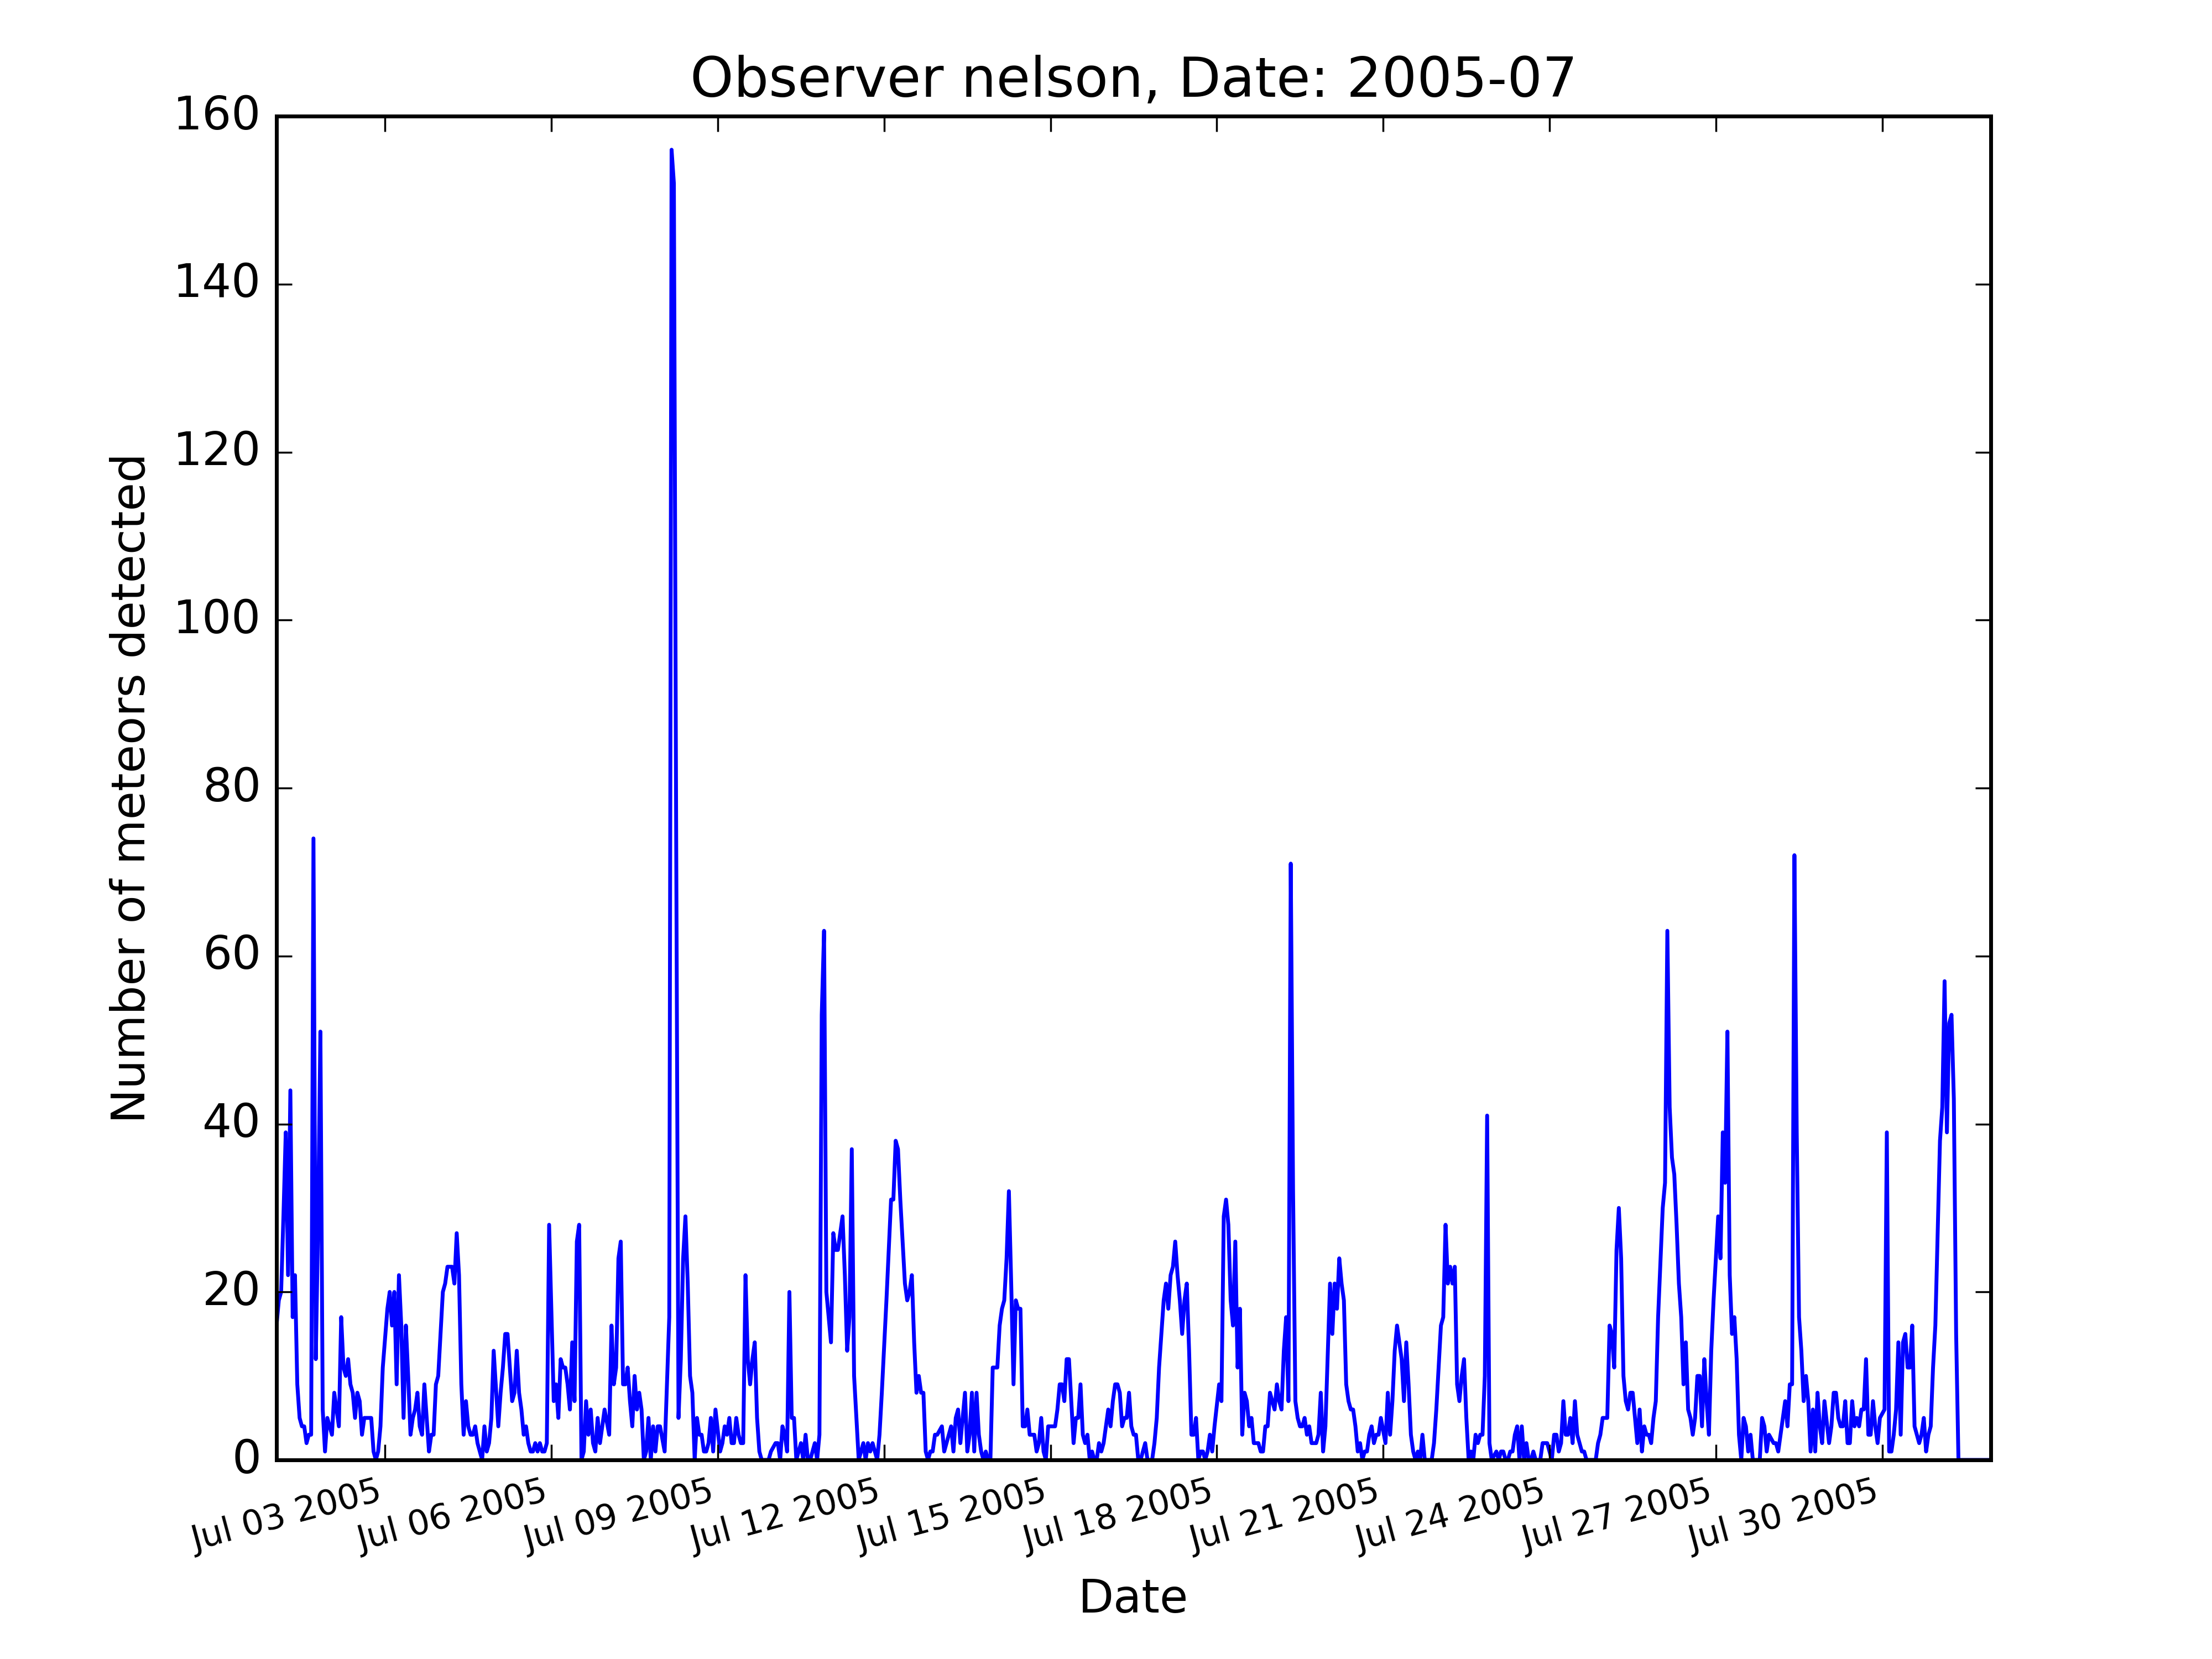 Observer nelson, Date: 2005-07
160
140
120
100
80
60
40
20
0
Number of meteors detected
Jul 03 2005
Jul 06 2005
Jul 09 2005
Jul 12 2005
Jul 15 2005
Jul 18 2005
Jul 21 2005
Jul 24 2005
Jul 27 2005
Jul 30 2005
Date